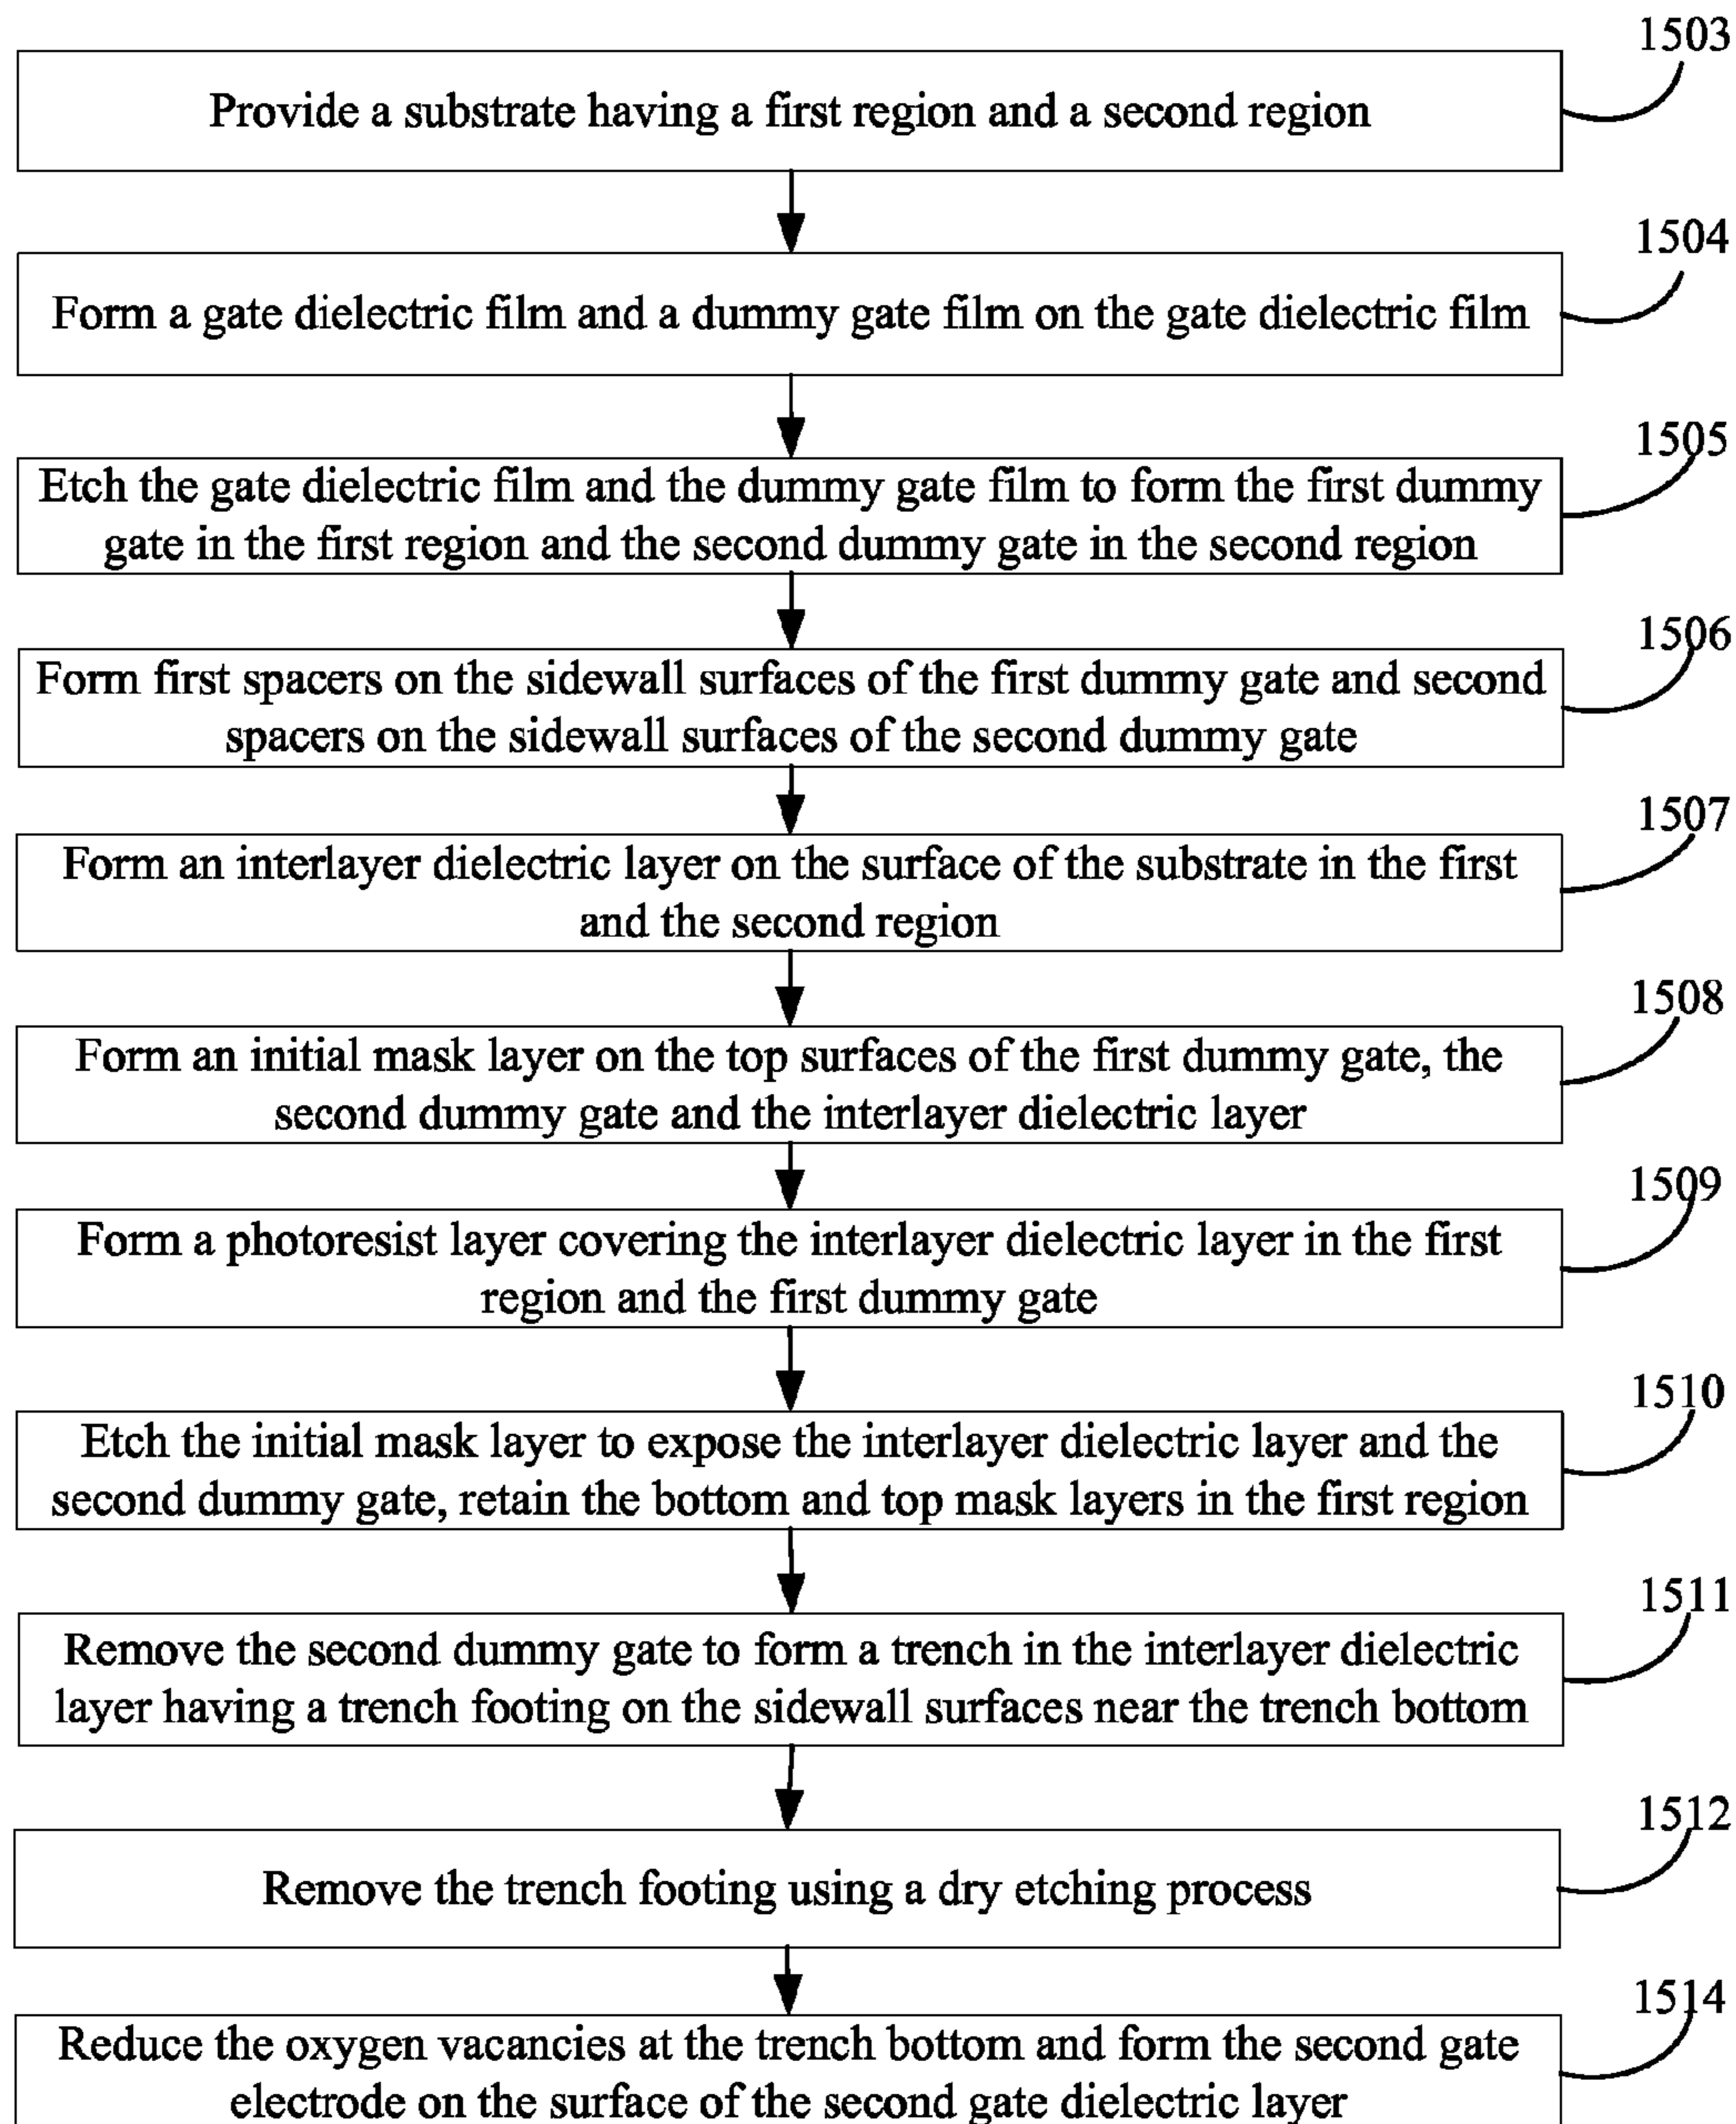 1503
Provide a substrate having a first region and a second region
1504
Form a gate dielectric film and a dummy gate film on the gate dielectric film
1505
Etch the gate dielectric film and the dummy gate film to form the first dummy
gate in the first region and the second dummy gate in the second region
1506
Form first spacers on the sidewall surfaces of the first dummy gate and second
spacers on the sidewall surfaces of the second dummy gate
1507
Form an interlayer dielectric layer on the surface of the substrate in the first
and the second region
1508
Form an initial mask layer on the top surfaces of the first dummy gate, the
second dummy gate and the interlayer dielectric layer
1509
Form a photoresist layer covering the interlayer dielectric layer in the first
region and the first dummy gate
1510
Etch the initial mask layer to expose the interlayer dielectric layer and the
second dummy gate, retain the bottom and top mask layers in the first region
1511
Remove the second dummy gate to form a trench in the interlayer dielectric
layer having a trench footing on the sidewall surfaces near the trench bottom
1512
Remove the trench footing using a dry etching process
1514
Reduce the oxygen vacancies at the trench bottom and form the second gate
electrode on the surface of the second gate dielectric layer